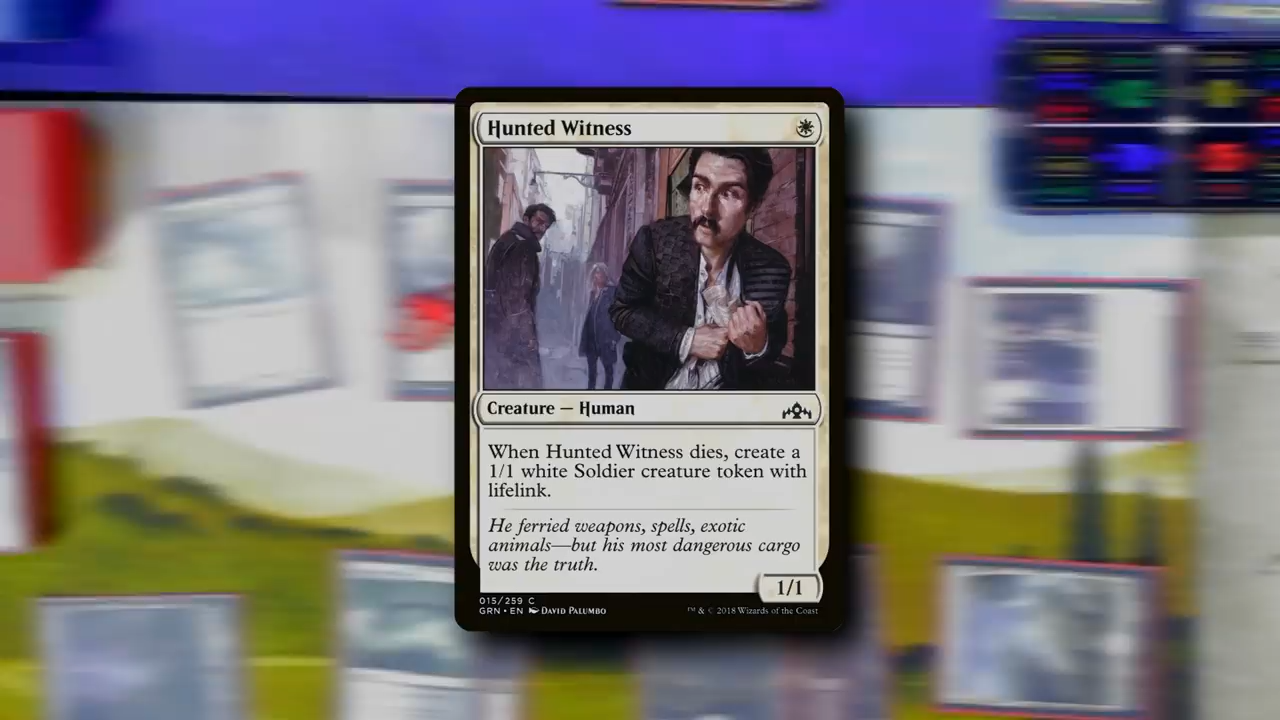 Hunted Witness
Creature — Human
When Hunted Witness dies, create a
1/1 white Soldier creature token with
lifelink.
He ferried weapons, spells, exotic
animals—but his most dangerous cargo
was the truth.
1/1
015/259 C
GRN • EN David Palumbo
™ & © 2018 Wizards of the Coast